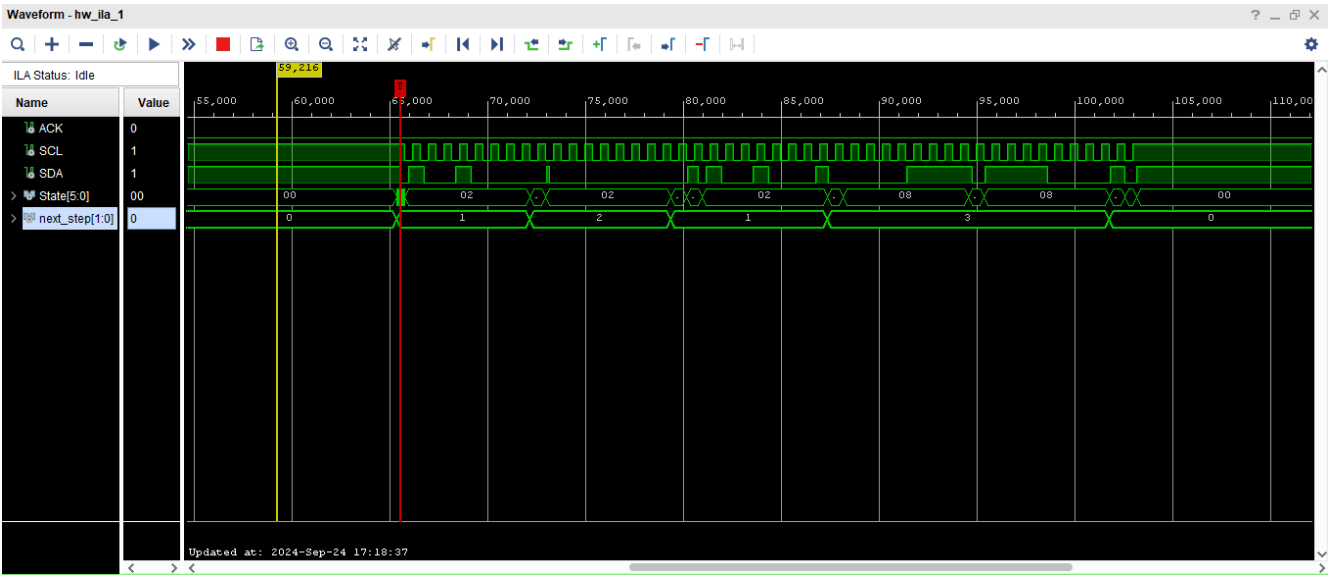 Waveform - hw_ila_1
ILA Status: Idle
59,216
Name Value
55,000 60,000 65,000 70,000 75,000 80,000 85,000 90,000 95,000 100,000 105,000 110,00
T
ACK 0
SCL 1
SDA 1
State[5:0] 00 00 02 02 02 08 08 00
next_step[1:0] 0 0 1 2 1 3 0
Updated at: 2024-Sep-24 17:18:37